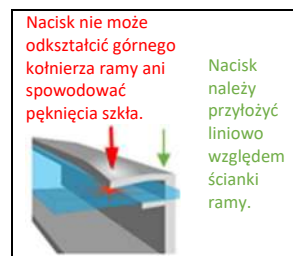 Nacisk nie może
odkształcić górnego
kołnierza ramy ani
spowodować
pęknięcia szkła.
Nacisk
należy
przyłożyć
liniowo
względem
ścianki
ramy.